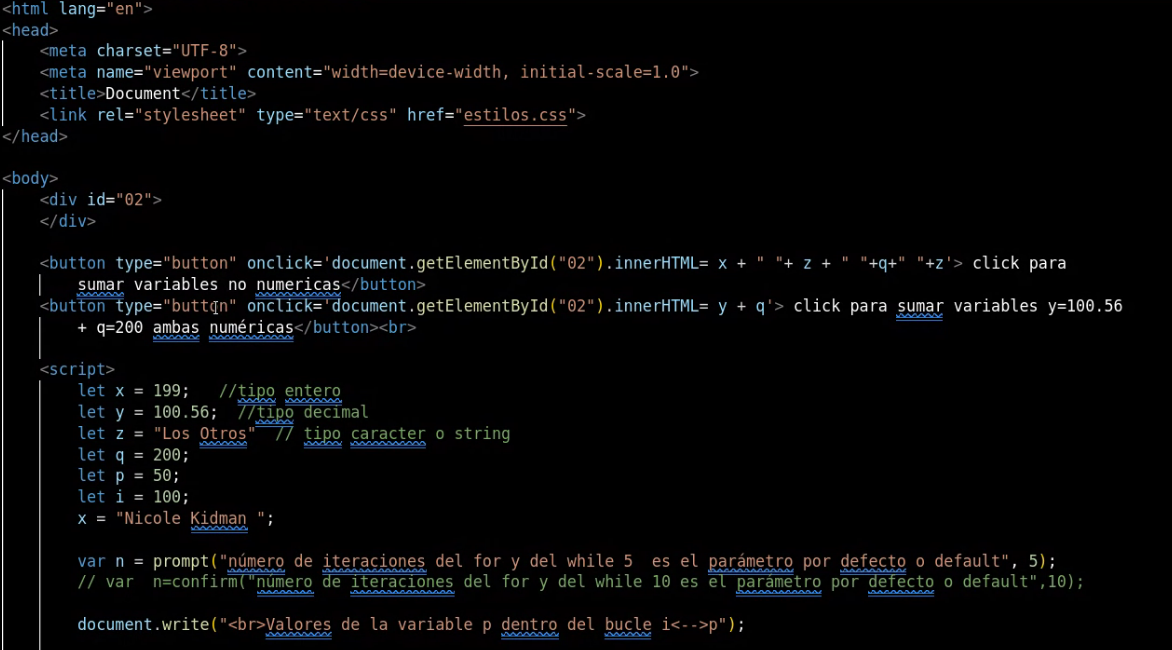 <html lang="en">
<head>
    <meta charset="UTF-8">
    <meta name="viewport" content="width=device-width, initial-scale=1.0">
    <title>Document</title>
    <link rel="stylesheet" type="text/css" href="estilos.css">
</head>
<body>
    <div id="02">
    </div>
    <button type="button" onclick='document.getElementById("02").innerHTML= x + " "+ z + " "+q+" "+z'> click para
        sumar variables no numericas</button>
    <button type="button" onclick='document.getElementById("02").innerHTML= y + q'> click para sumar variables y=100.56
        + q=200 ambas numéricas</button><br>
    <script>
        let x = 199;   //tipo entero
        let y = 100.56;  //tipo decimal
        let z = "Los Otros"  // tipo caracter o string
        let q = 200;
        let p = 50;
        let i = 100;
        x = "Nicole Kidman ";
        var n = prompt("número de iteraciones del for y del while 5  es el parámetro por defecto o default", 5);
        // var  n=confirm("número de iteraciones del for y del while 10 es el parámetro por defecto o default",10);
        document.write("<br>Valores de la variable p dentro del bucle i<-->p");